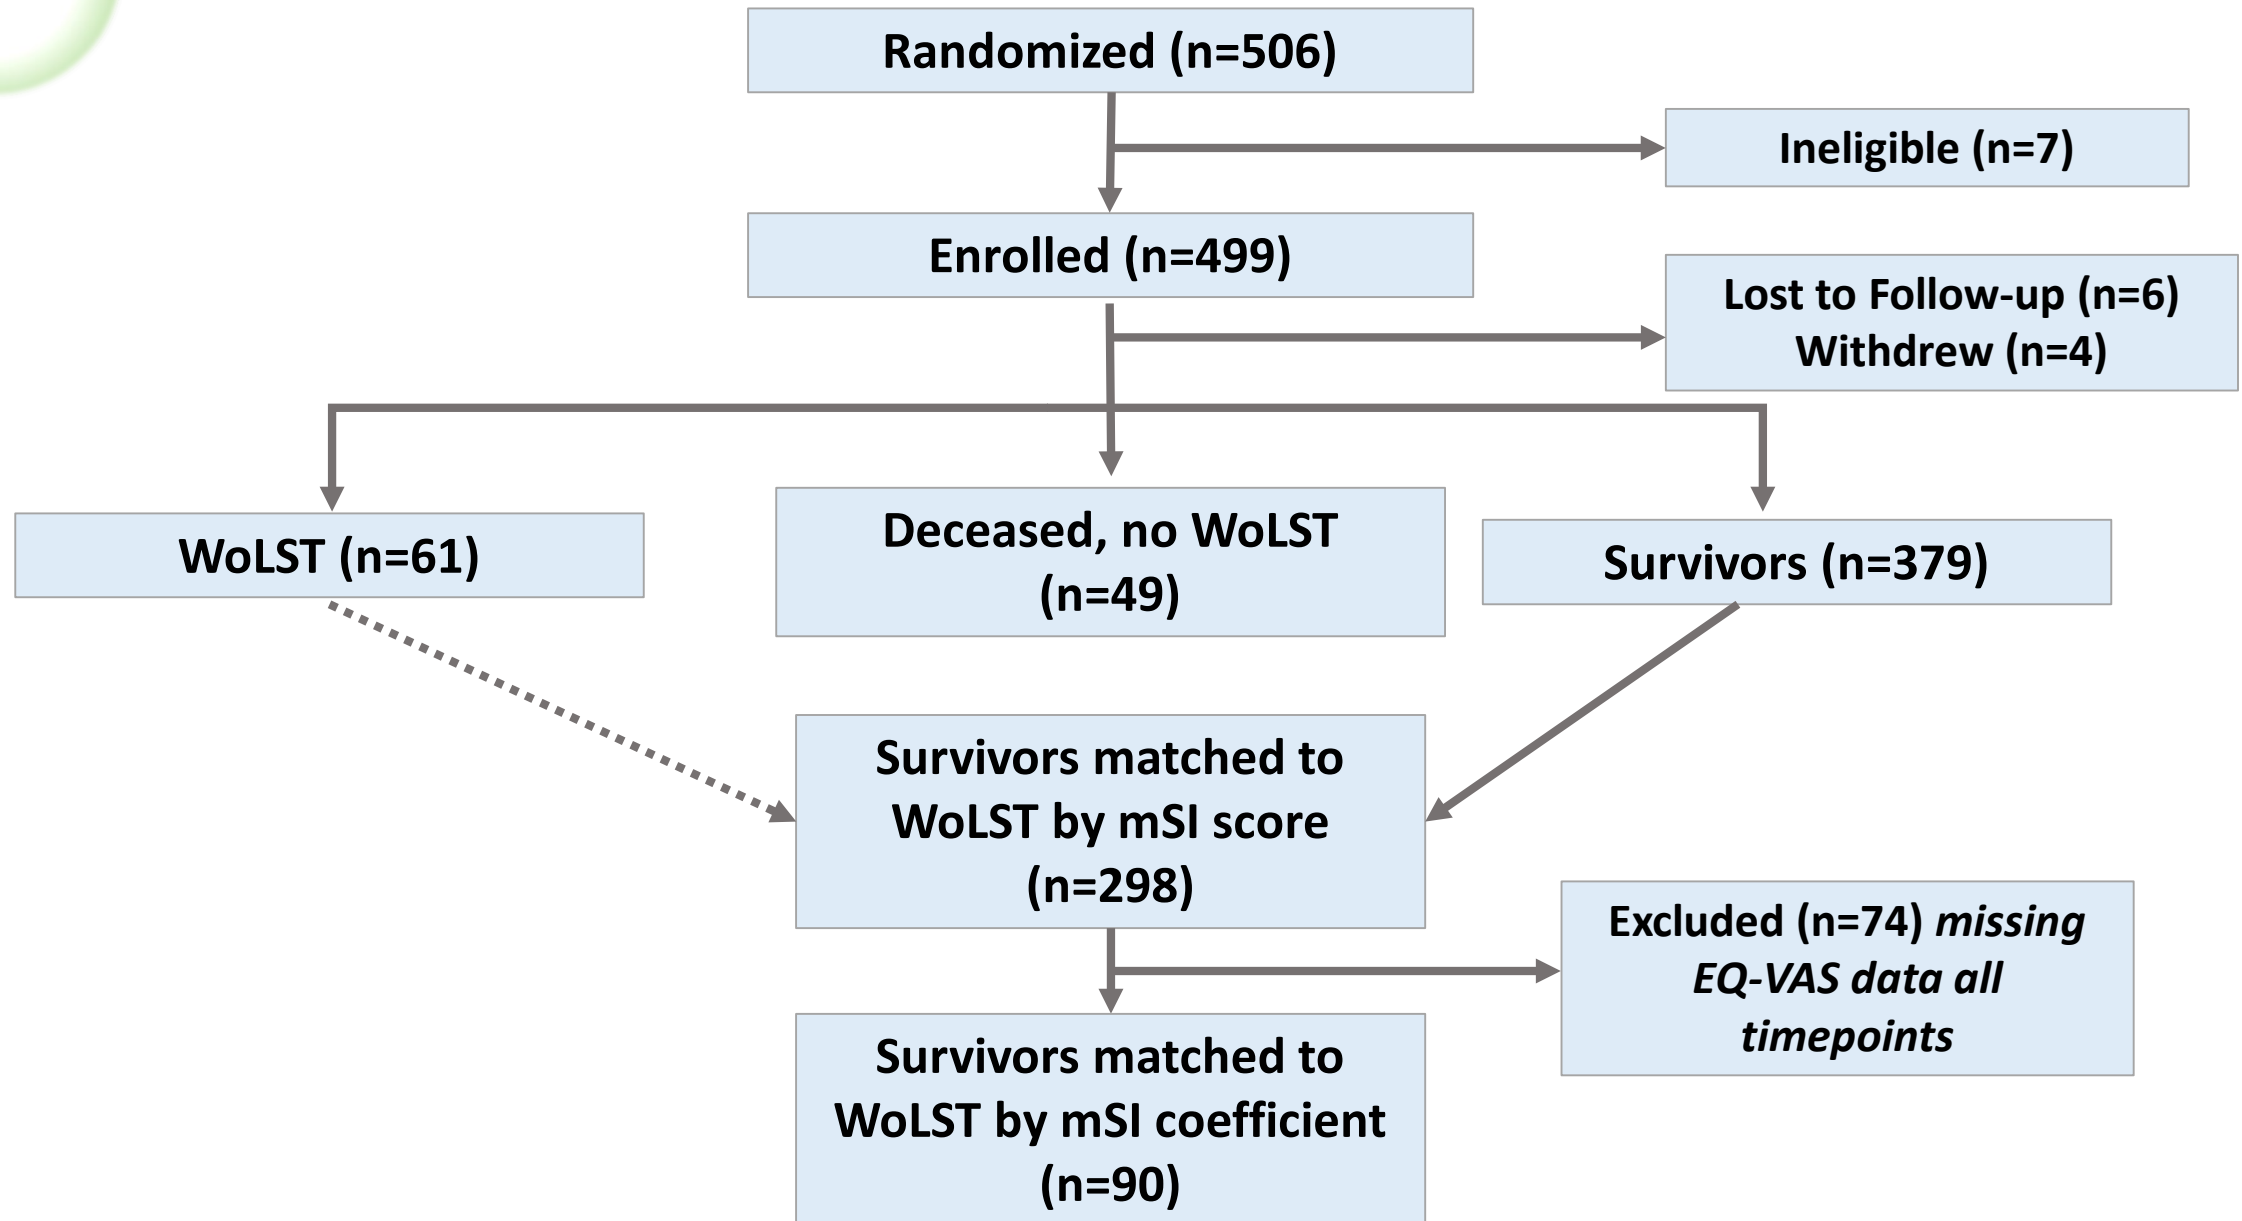 Randomized (n=506)
Ineligible (n=7)
Enrolled (n=499)
Lost to Follow-up (n=6)
Withdrew (n=4)
WoLST (n=61)
Deceased, no WoLST
(n=49)
Survivors (n=379)
Survivors matched to
WoLST by mSI score
(n=298)
Excluded (n=74) missing
EQ-VAS data all
timepoints
Survivors matched to
WoLST by mSI coefficient
(n=90)